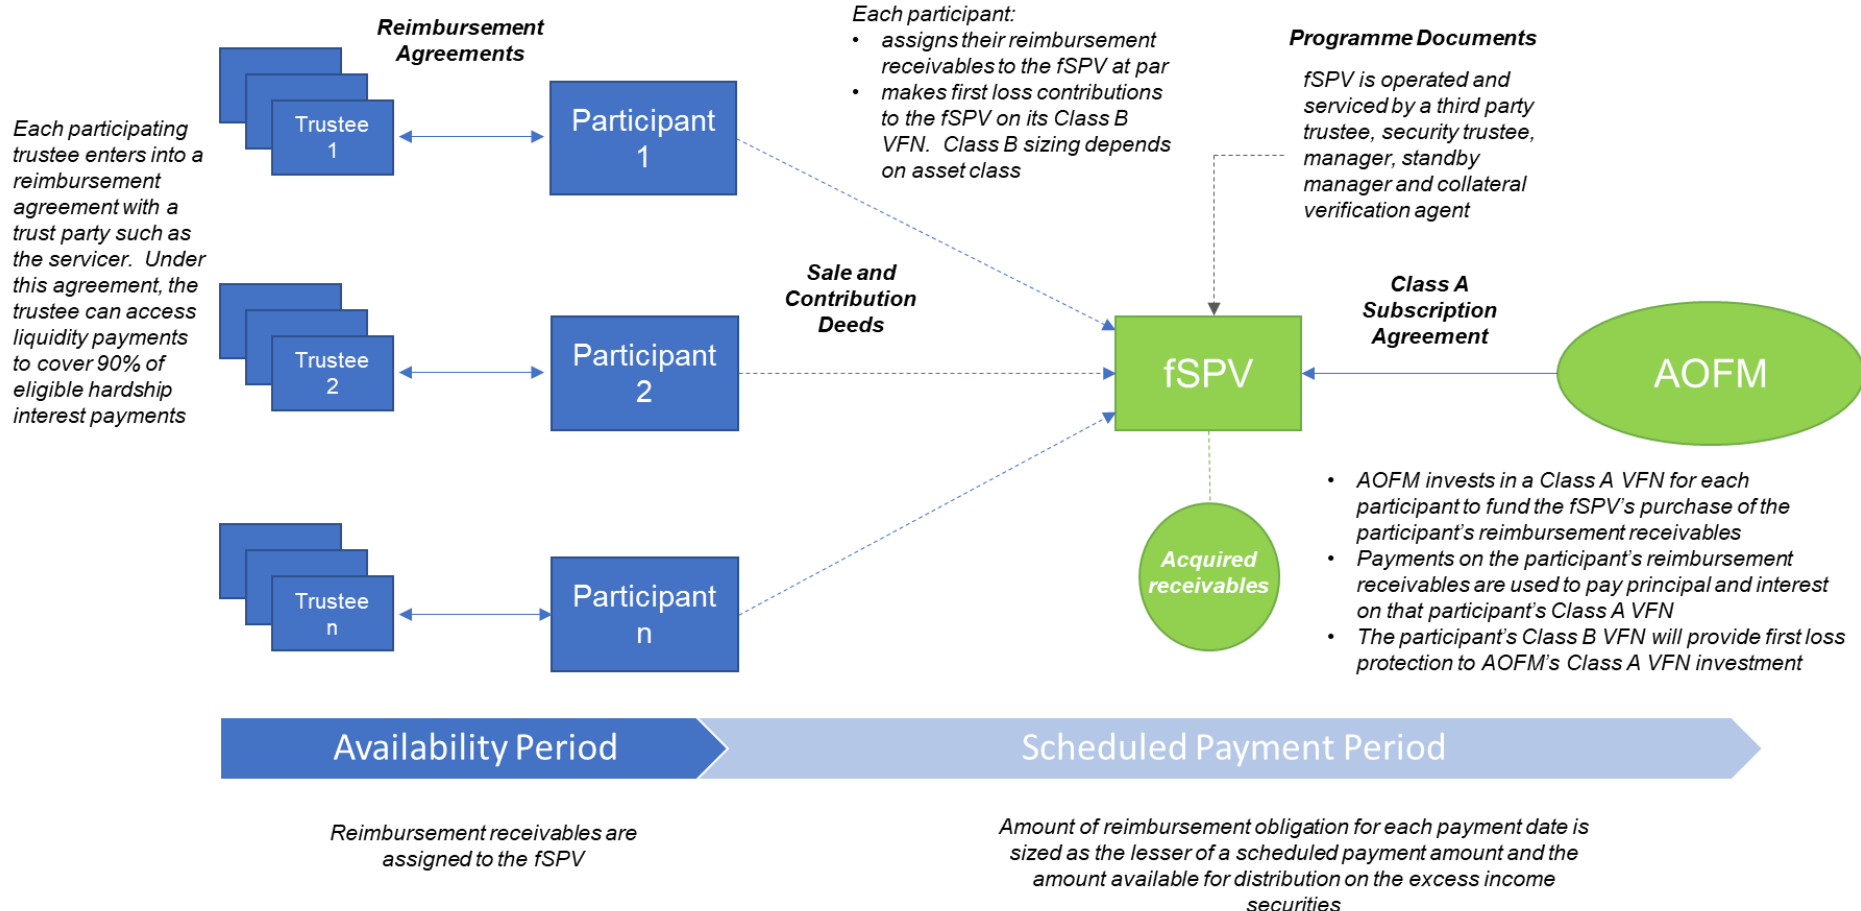 Each participating
trustee enters into a
reimbursement
agreement with a
trust party such as
the servicer. Under
this agreement, the
trustee can access
liquidity payments
to cover 90% of
eligible hardship
interest payments
Reimbursement
Agreements
Trustee
1
Participant
1
Trustee
2
Participant
2
Trustee
n
Participant
n
Each participant:
• assigns their reimbursement
receivables to the fSPV at par
• makes first loss contributions
to the fSPV on its Class B
VFN. Class B sizing depends
on asset class
Sale and
Contribution
Deeds
Programme Documents
fSPV is operated and
serviced by a third party
trustee, security trustee,
manager, standby
manager and collateral
verification agent
fSPV
Class A
Subscription
Agreement
AOFM
Acquired
receivables
• AOFM invests in a Class A VFN for each
participant to fund the fSPV's purchase of the
participant's reimbursement receivables
• Payments on the participant's reimbursement
receivables are used to pay principal and interest
on that participant's Class A VFN
• The participant's Class B VFN will provide first loss
protection to AOFM's Class A VFN investment
Availability Period
Scheduled Payment Period
Reimbursement receivables are
assigned to the fSPV
Amount of reimbursement obligation for each payment date is
sized as the lesser of a scheduled payment amount and the
amount available for distribution on the excess income
securities